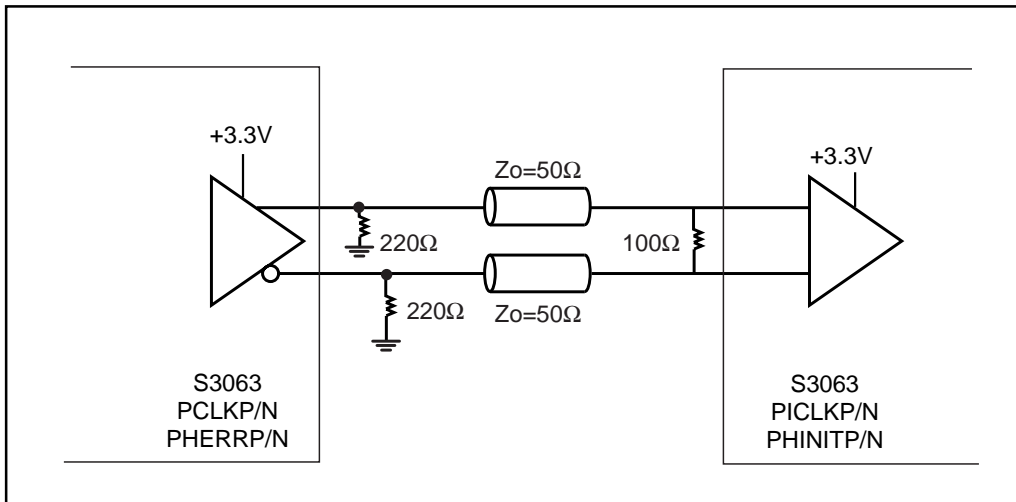 +3.3V
Zo=50Ω
+3.3V
220Ω
100Ω
220Ω
Zo=50Ω
S3063
PCLKP/N
PHERRP/N
S3063
PICLKP/N
PHINITP/N